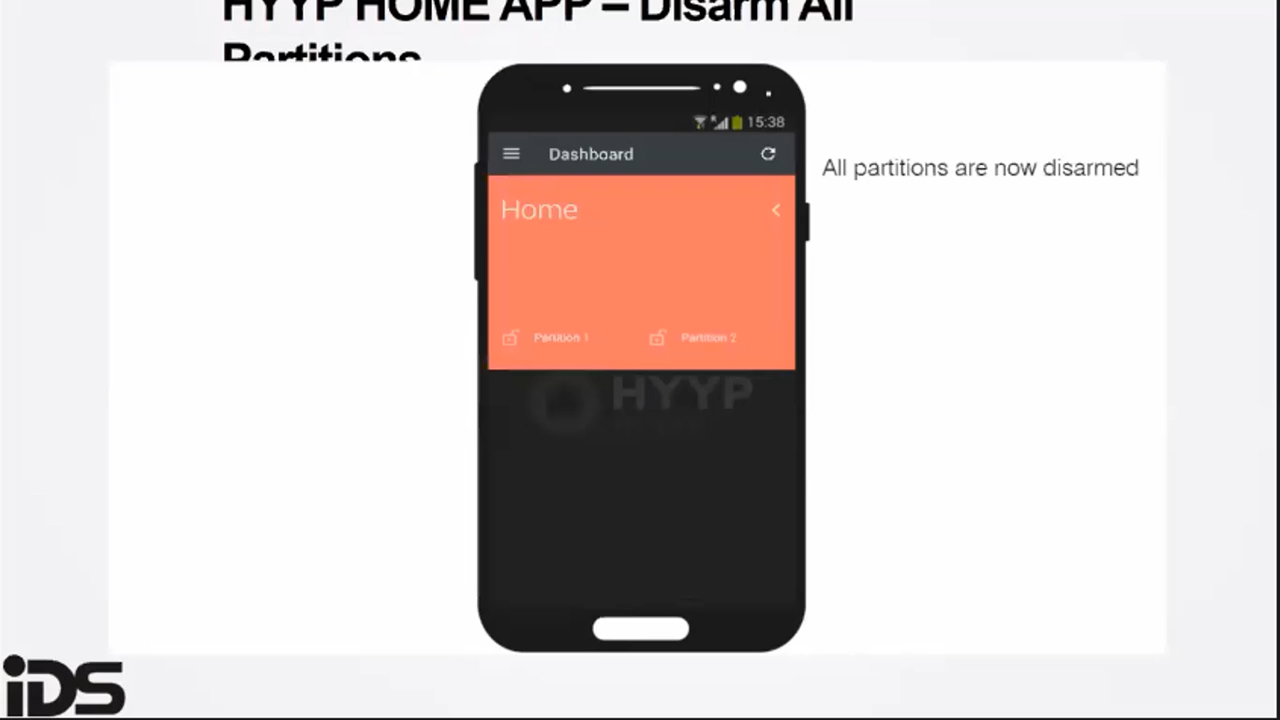 HYYP HOME APP – Disarm All
Partitions
15:38
Dashboard
All partitions are now disarmed
Home
Partition 1
Partition 2
HYYP
iDS